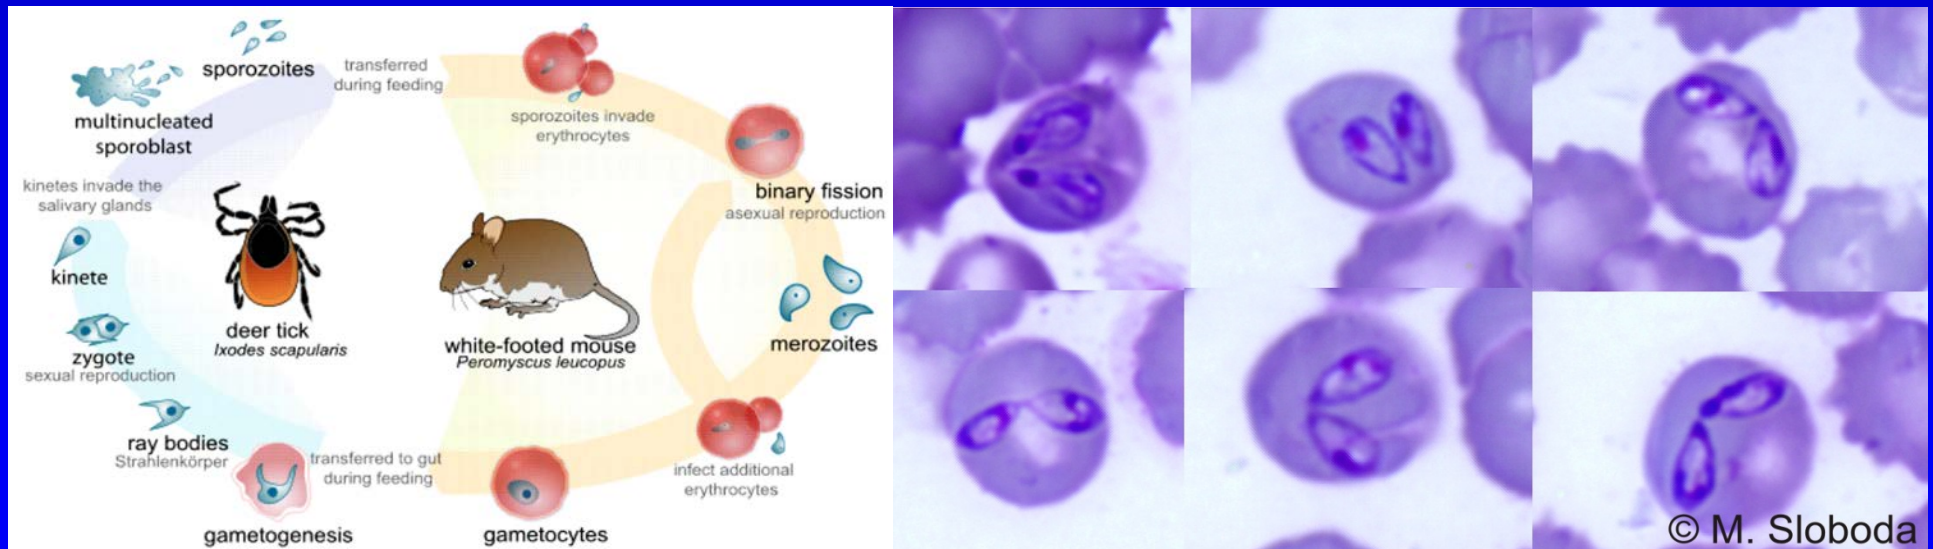 sporozoites
transferred
during feeding
multinucleated
sporoblast
sporozoites invade
erythrocytes
kinetes invade the
salivary glands
binary fission
asexual reproduction
kinete
deer tick
Ixodes scapularis
white-footed mouse
Peromyscus leucopus
merozoites
zygote
sexual reproduction
ray bodies
Strahlenkörper
transferred to gut
during feeding
infect additional
erythrocytes
gametogenesis
gametocytes
© M. Sloboda